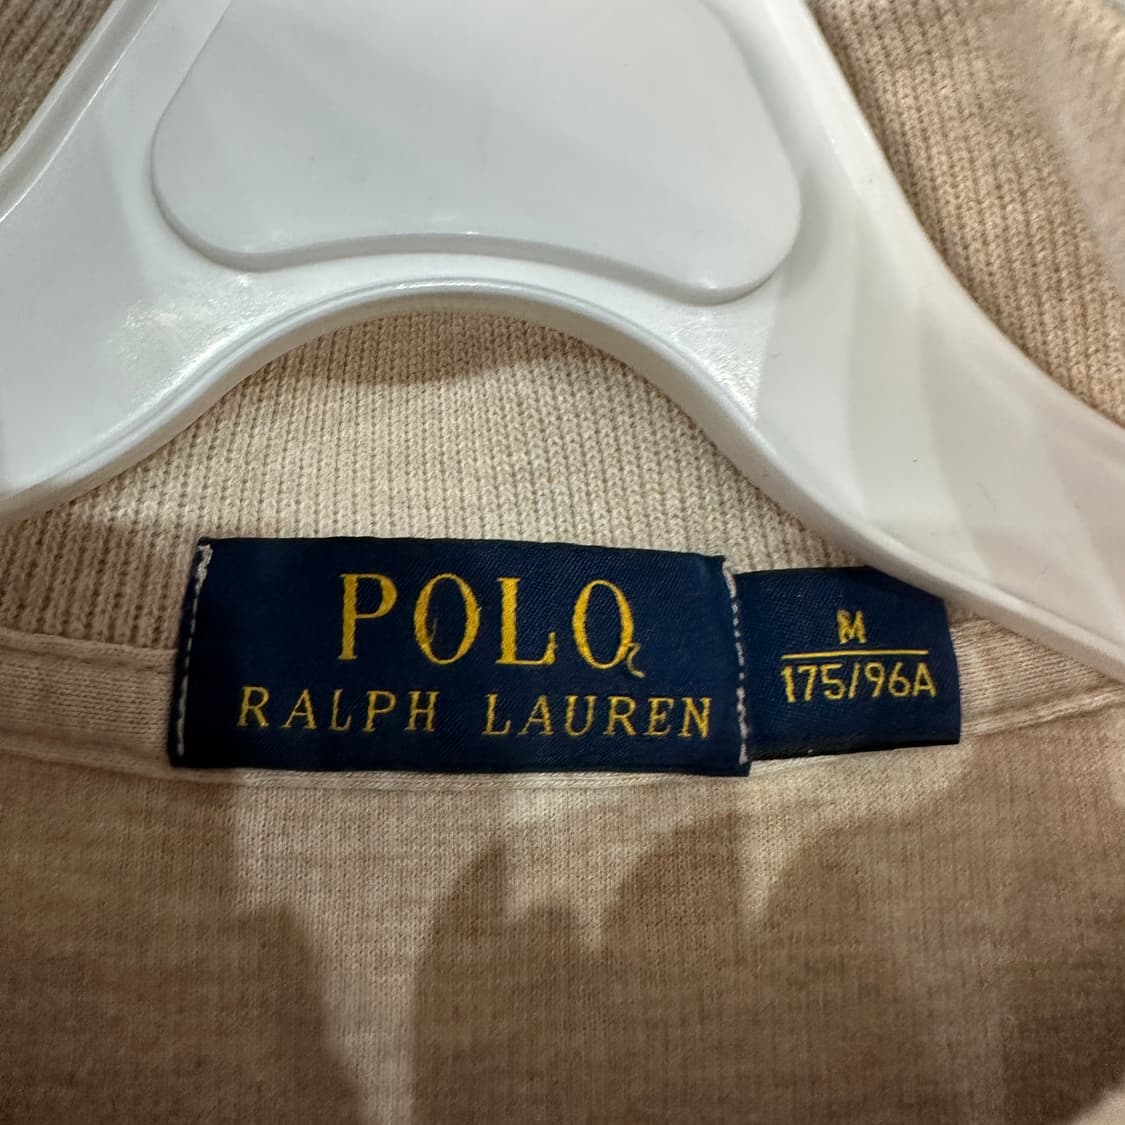 POLO
RALPH LAUREN
M
175/96A